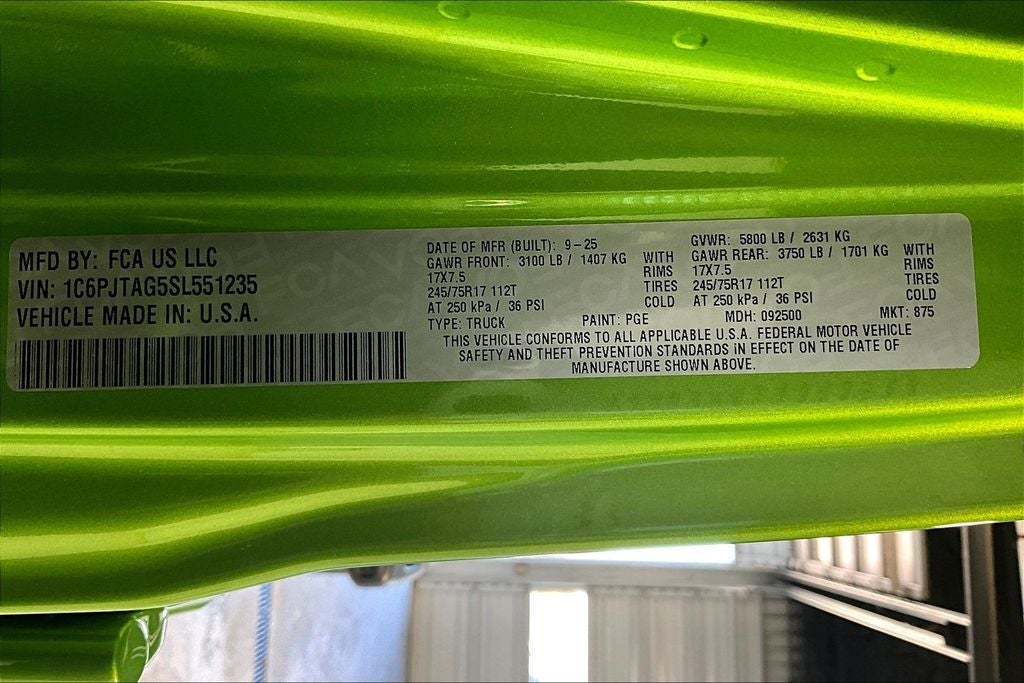 MFD BY: FCA US LLC
VIN: 1C6PJTAG5SL551235
VEHICLE MADE IN: U.S.A.
DATE OF MFR (BUILT): 9-25
GAWR FRONT: 3100 LB / 1407 KG WITH
17X7.5 RIMS
245/75R17 112T TIRES
AT 250 kPa / 36 PSI COLD
GVWR: 5800 LB / 2631 KG
GAWR REAR: 3750 LB / 1701 KG WITH
17X7.5 RIMS
245/75R17 112T TIRES
AT 250 kPa / 36 PSI COLD
TYPE: TRUCK PAINT: PGE MDH: 092500 MKT: 875
THIS VEHICLE CONFORMS TO ALL APPLICABLE U.S.A. FEDERAL MOTOR VEHICLE
SAFETY AND THEFT PREVENTION STANDARDS IN EFFECT ON THE DATE OF
MANUFACTURE SHOWN ABOVE.